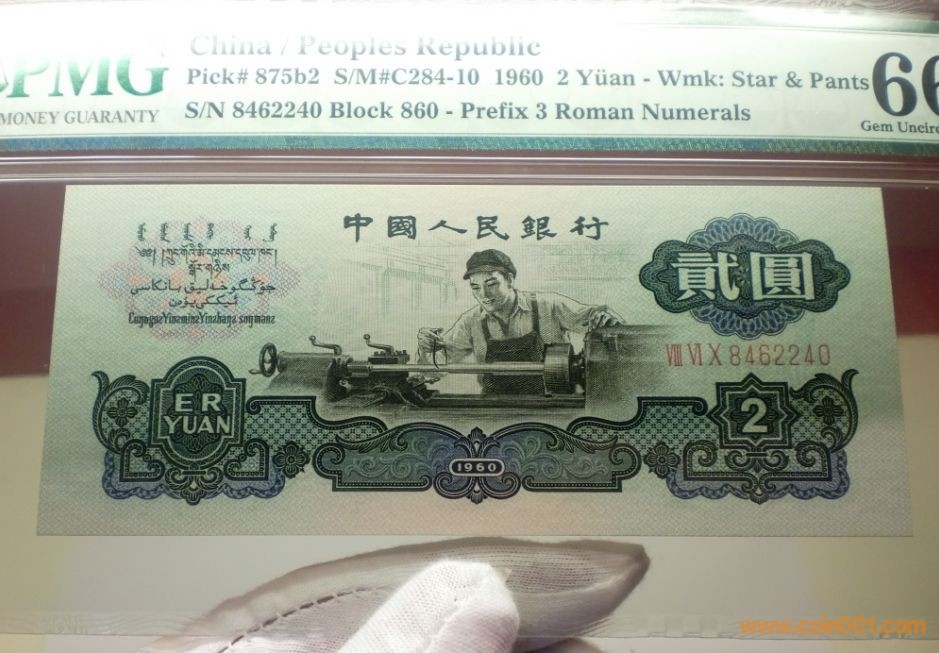 China / Peoples Republic
PMG
Pick# 875b2 S/M#C284-10 1960 2 Yüan - Wmk: Star & Pants
66
MONEY GUARANTY
S/N 8462240 Block 860 - Prefix 3 Roman Numerals
Gem Uncirc
中國人民銀行
貳圓
VIII VI X 8462240
ER
YUAN
2
1960
www.coin001.com